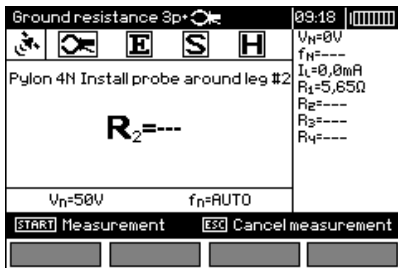 Ground resistance 3p+ 09:18
E S H
Pylon 4N Install probe around leg #2
R₂=---
Vn=50V fn=AUTO
VN=0V
fN=---
IL=0,0mA
R₁=5,65Ω
R₂=---
R₃=---
R₄=---
START Measurement ESC Cancel measurement